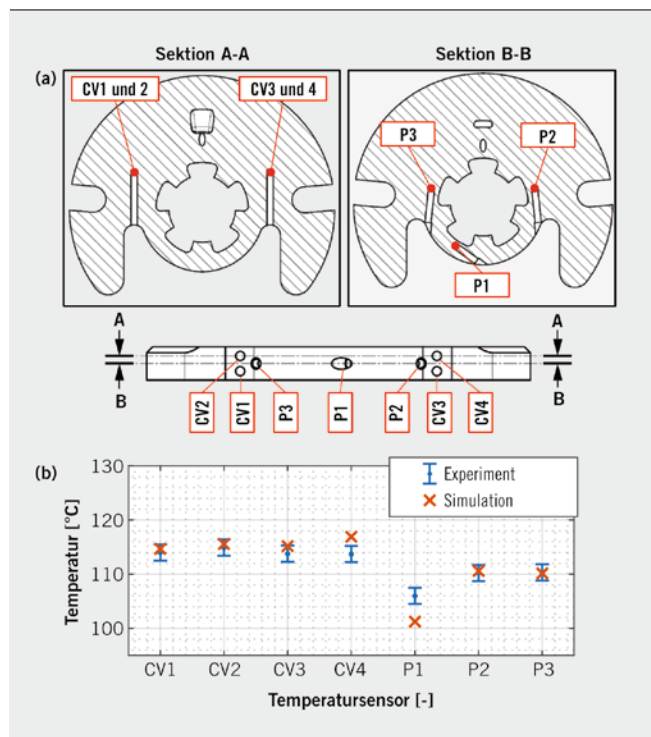 Sektion A-A
Sektion B-B
(a)
CV1 und 2
CV3 und 4
P3
P2
P1
A
A
B
B
CV2
CV1
P3
P1
P2
CV3
CV4
(b)
130
120
110
100
Temperatur [°C]
Experiment
Simulation
CV1 CV2 CV3 CV4 P1 P2 P3
Temperatursensor [-]